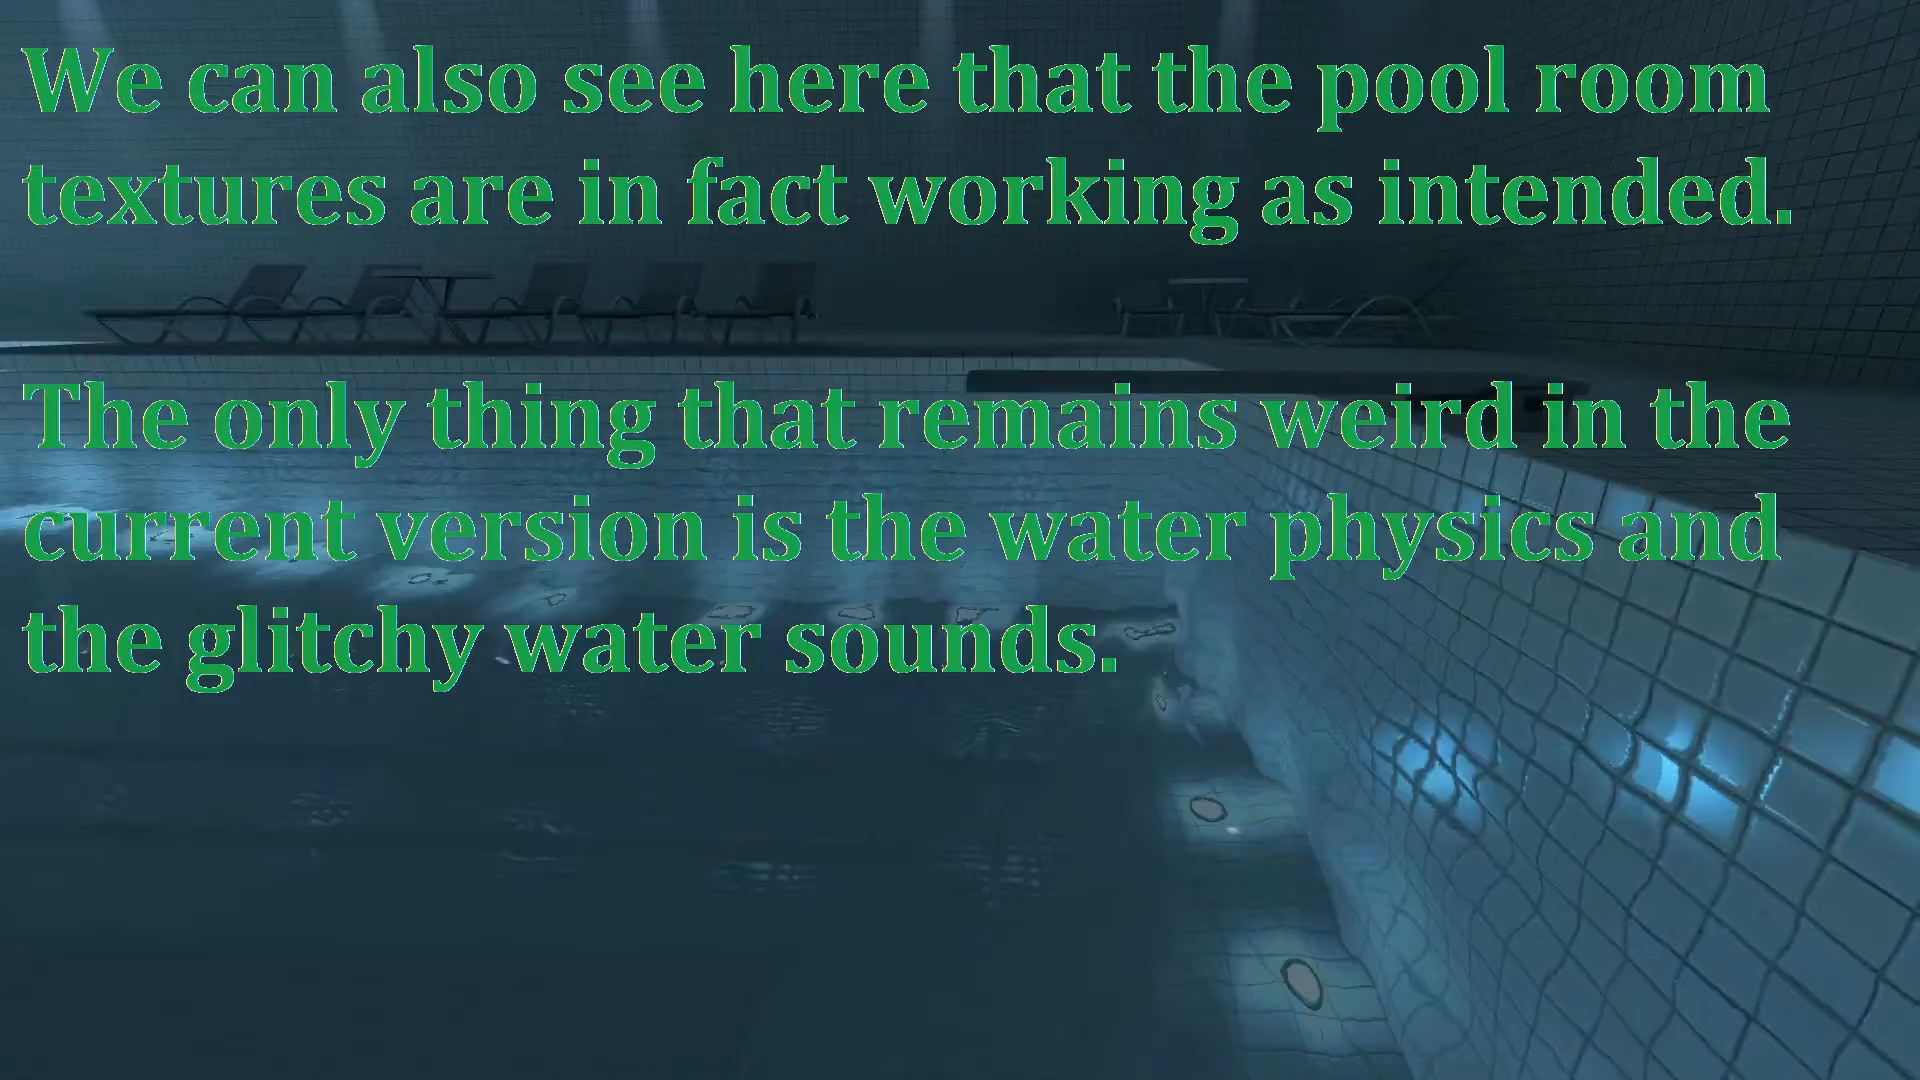 We can also see here that the pool room
textures are in fact working as intended.
The only thing that remains weird in the
current version is the water physics and
the glitchy water sounds.